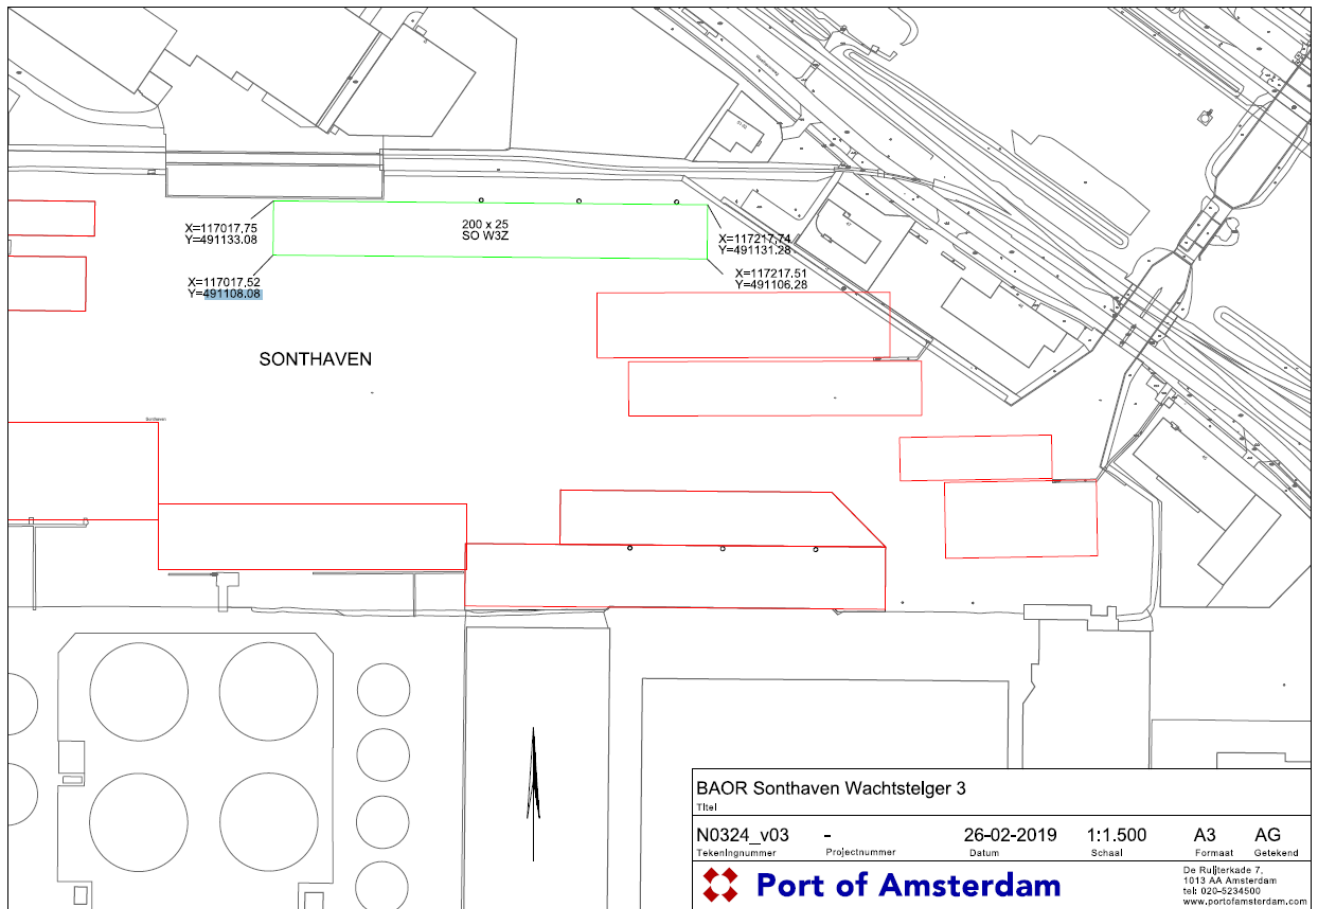 X=117017.75
Y=491133.08
200 x 25
SO W3Z
X=117217.74
Y=491131.28
X=117017.52
Y=491108.08
X=117217.51
Y=491106.28
SONTHAVEN
Sonthaven
BAOR Sonthaven Wachtsteiger 3
Titel
N0324_v03
-
26-02-2019
1:1.500
A3
AG
Tekeningnummer
Projectnummer
Datum
Schaal
Formaat
Getekend
Port of Amsterdam
De Ruijterkade 7,
1013 AA Amsterdam
tel: 020-5234500
www.portofamsterdam.com